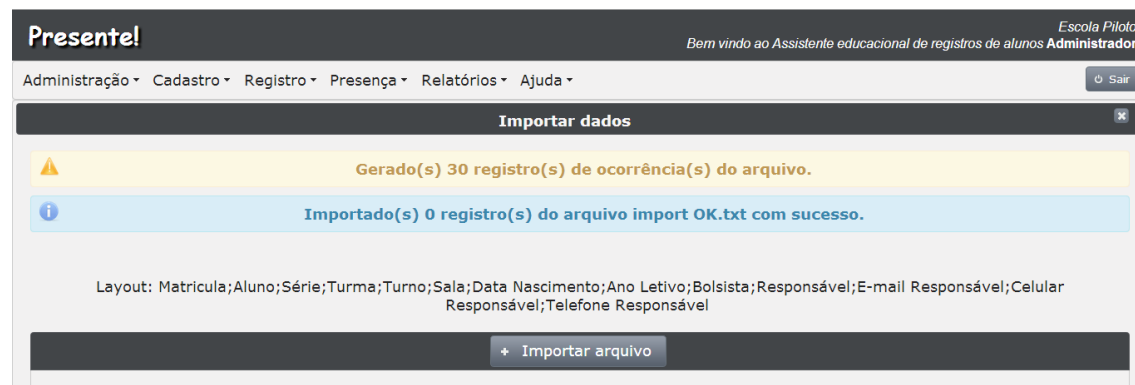 Presente!
Escola Piloto
Bem vindo ao Assistente educacional de registros de alunos Administrador
Administração Cadastro Registro Presença Relatórios Ajuda Sair
Importar dados
Gerado(s) 30 registro(s) de ocorrência(s) do arquivo.
Importado(s) 0 registro(s) do arquivo import OK.txt com sucesso.
Layout: Matricula;Aluno;Série;Turma;Turno;Sala;Data Nascimento;Ano Letivo;Bolsista;Responsável;E-mail Responsável;Celular
Responsável;Telefone Responsável
+ Importar arquivo